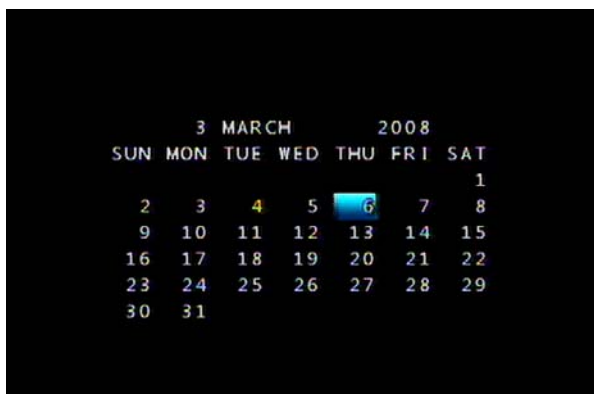 3 MARCH 2008
SUN MON TUE WED THU FRI SAT
1
2 3 4 5 6 7 8
9 10 11 12 13 14 15
16 17 18 19 20 21 22
23 24 25 26 27 28 29
30 31